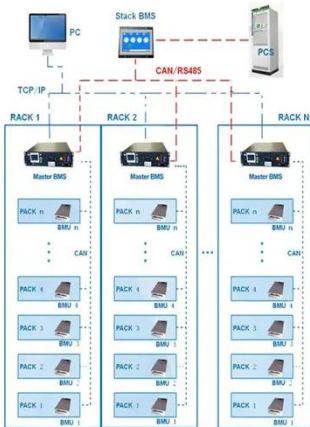 PC
Stack BMS
PCS
CAN/RS485
TCP/IP
RACK 1
RACK 2
RACK N
Master BMS
Master BMS
Master BMS
PACK n
BMU n
PACK n
BMU n
PACK n
BMU n
CAN
CAN
CAN
PACK 4
BMU 4
PACK 4
BMU 4
PACK 4
BMU 4
PACK 3
BMU 3
PACK 3
BMU 3
PACK 3
BMU 3
PACK 2
BMU 2
PACK 2
BMU 2
PACK 2
BMU 2
PACK 1
BMU 1
PACK 1
BMU 1
PACK 1
BMU 1